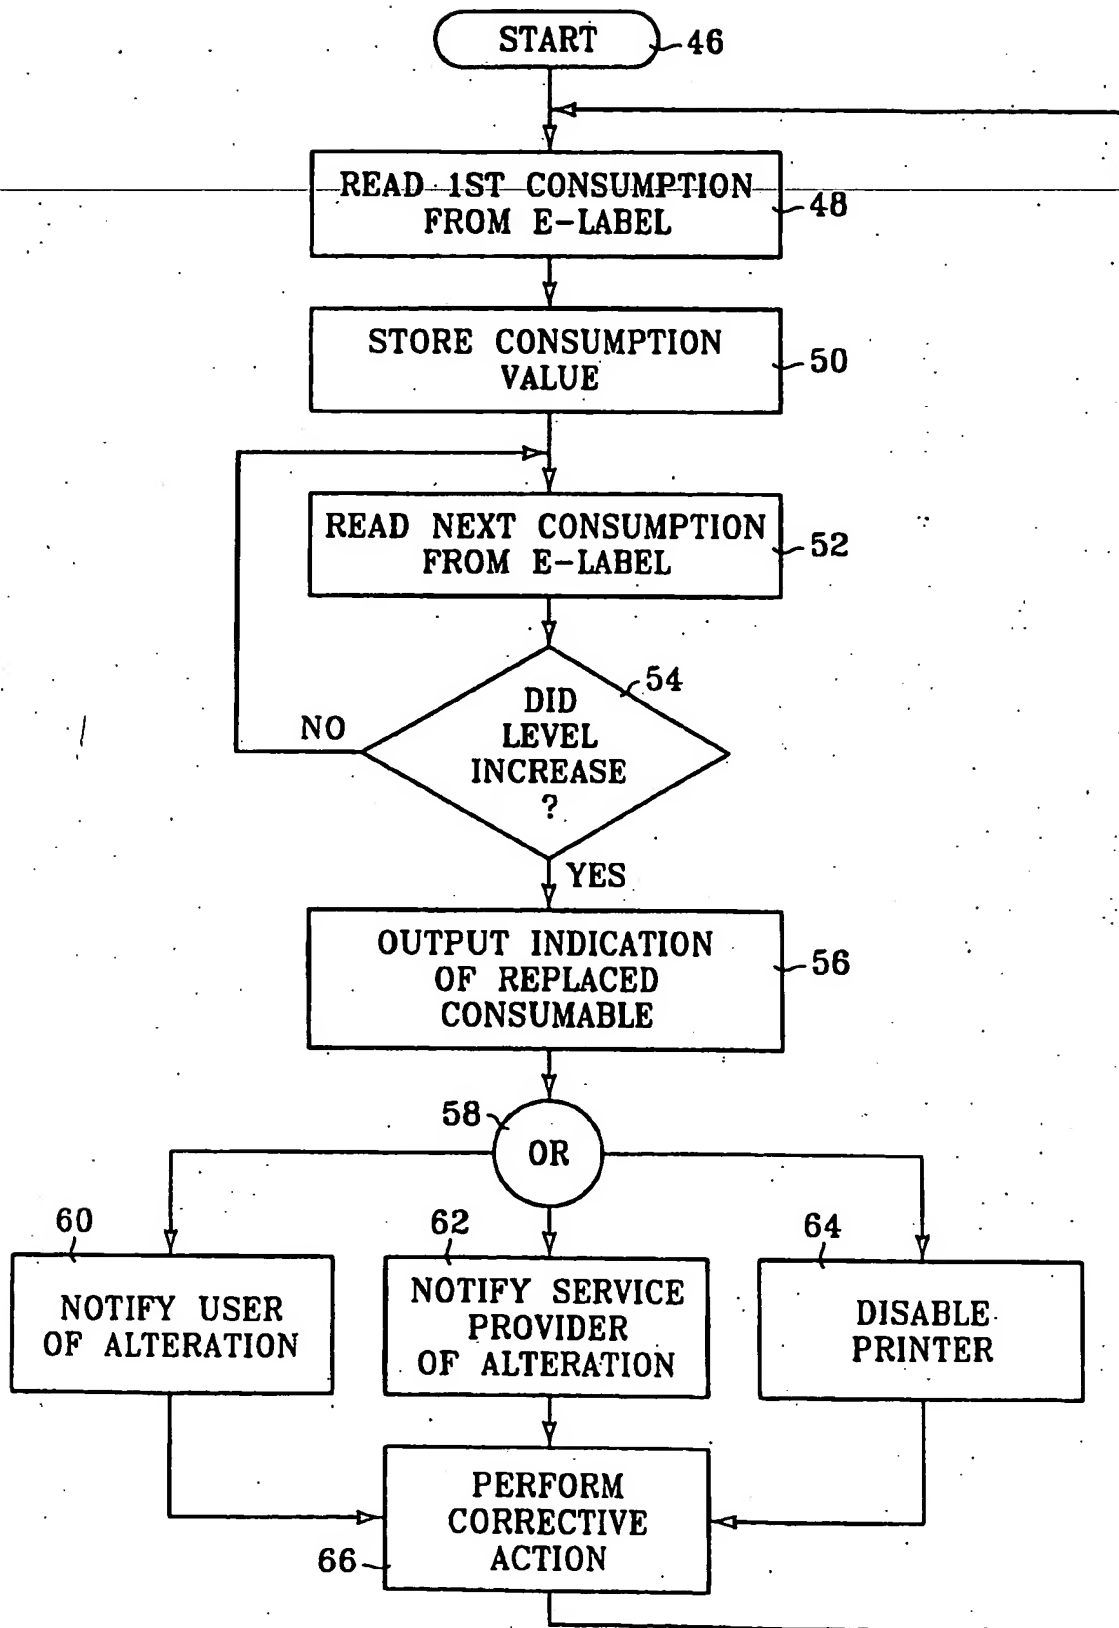 START
46
READ 1ST CONSUMPTION
FROM E-LABEL
48
STORE CONSUMPTION
VALUE
50
READ NEXT CONSUMPTION
FROM E-LABEL
52
54
DID
LEVEL
INCREASE
?
NO
YES
OUTPUT INDICATION
OF REPLACED
CONSUMABLE
56
58
OR
60
NOTIFY USER
OF ALTERATION
62
NOTIFY SERVICE
PROVIDER
OF ALTERATION
64
DISABLE
PRINTER
PERFORM
CORRECTIVE
ACTION
66